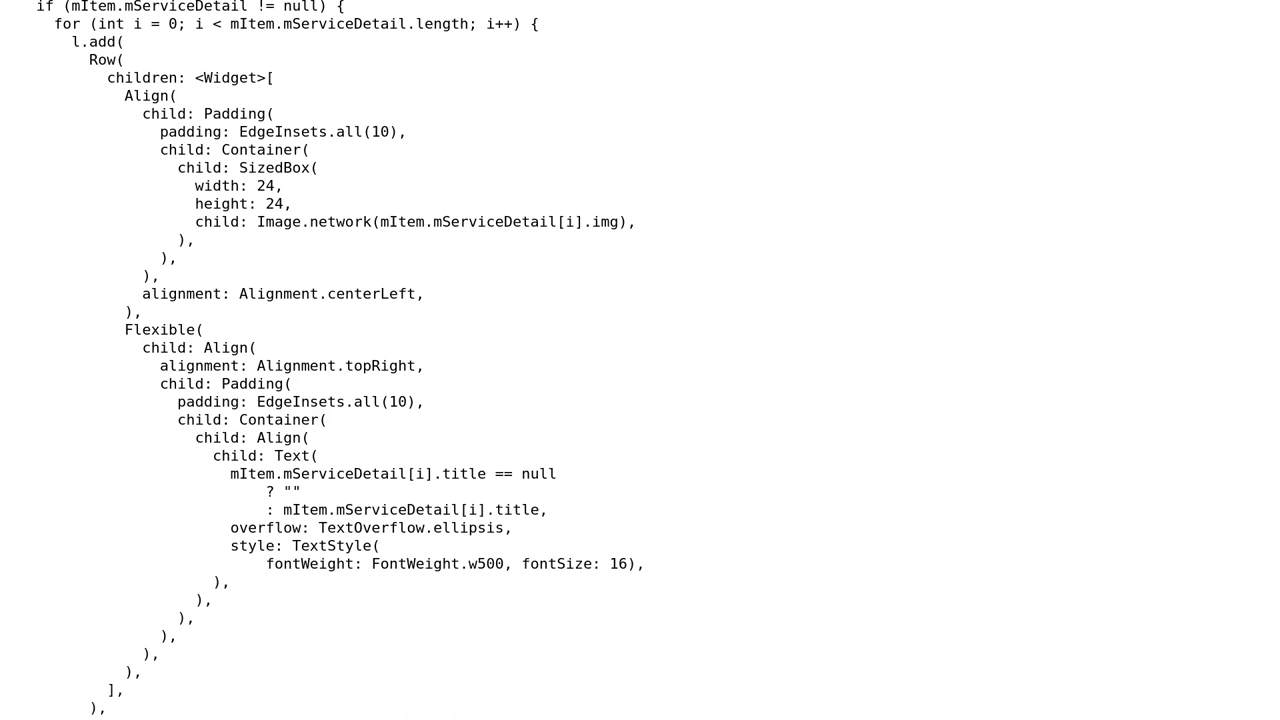 if (mItem.mServiceDetail != null) {
for (int i = 0; i < mItem.mServiceDetail.length; i++) {
l.add(
Row(
children: <Widget>[
Align(
child: Padding(
padding: EdgeInsets.all(10),
child: Container(
child: SizedBox(
width: 24,
height: 24,
child: Image.network(mItem.mServiceDetail[i].img),
),
),
),
alignment: Alignment.centerLeft,
),
Flexible(
child: Align(
alignment: Alignment.topRight,
child: Padding(
padding: EdgeInsets.all(10),
child: Container(
child: Align(
child: Text(
mItem.mServiceDetail[i].title == null
? ""
: mItem.mServiceDetail[i].title,
overflow: TextOverflow.ellipsis,
style: TextStyle(
fontWeight: FontWeight.w500, fontSize: 16),
),
),
),
),
),
),
],
),